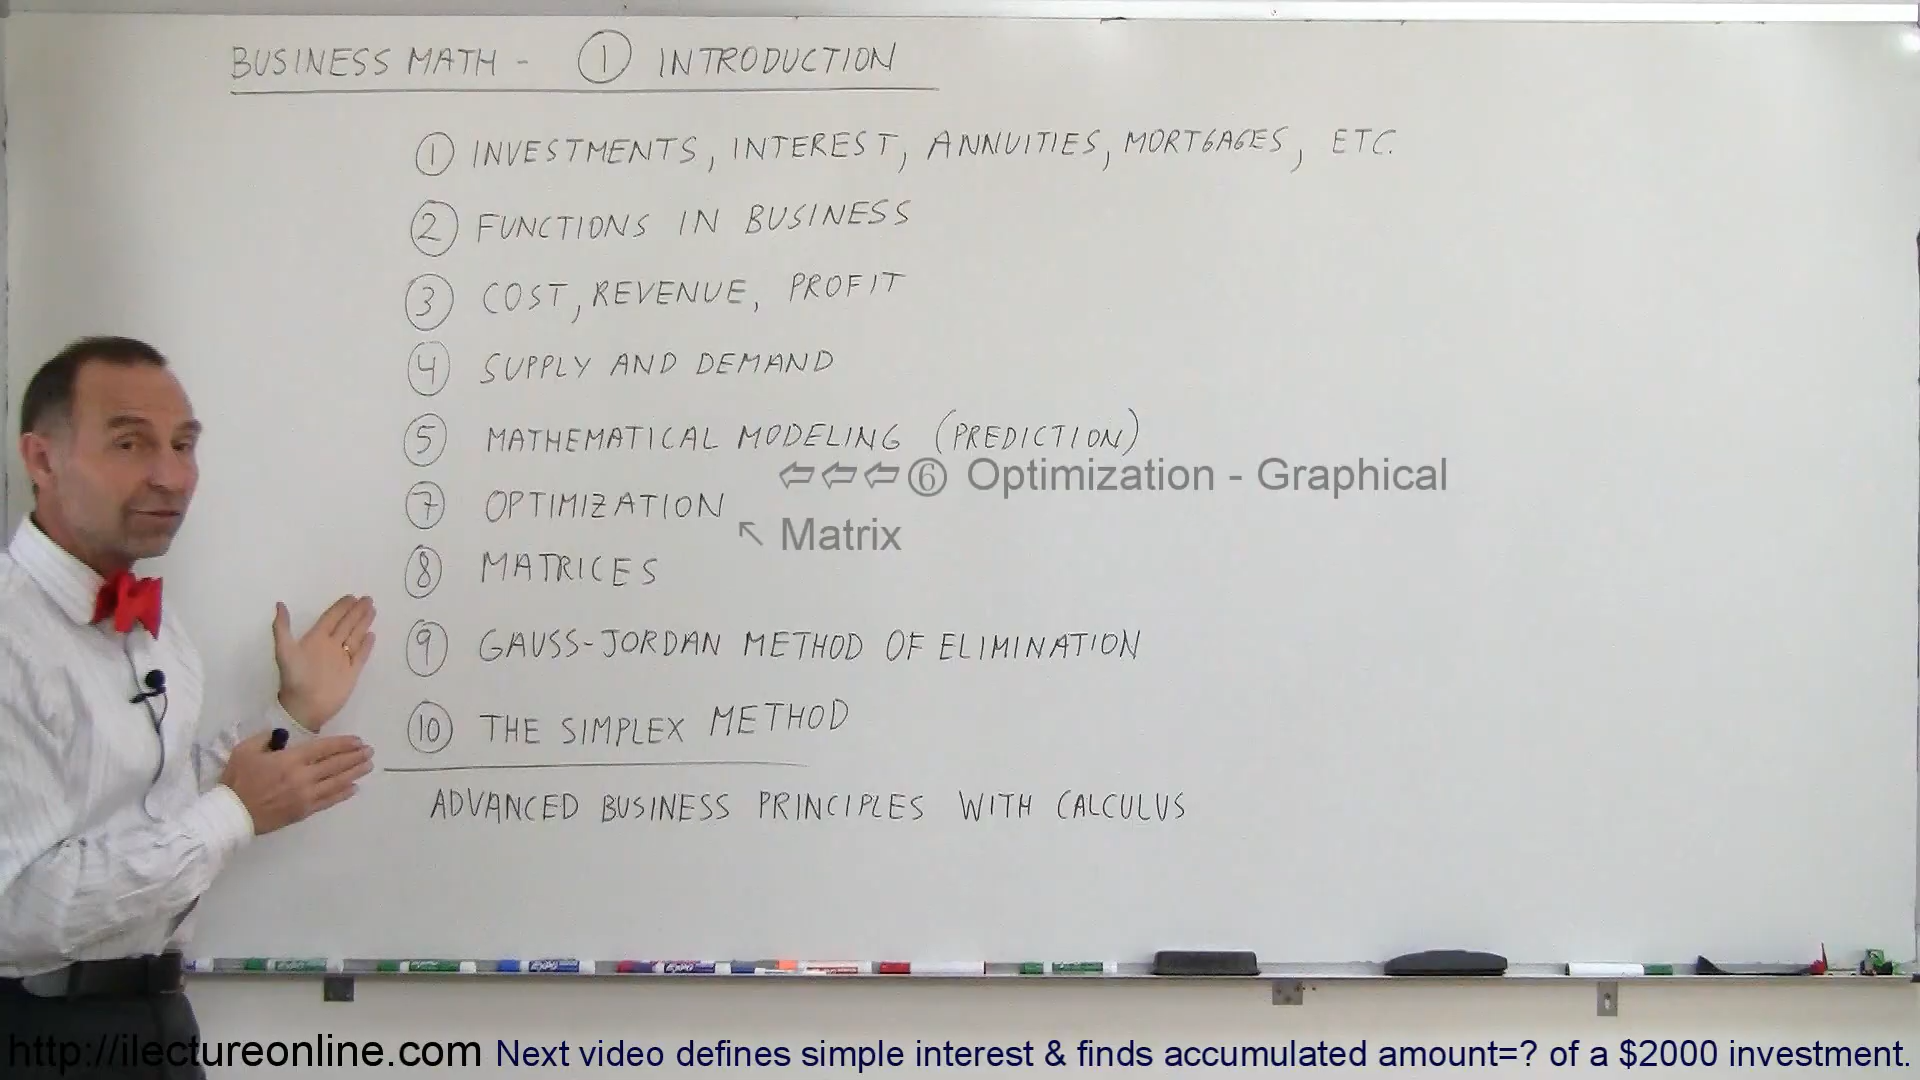 BUSINESS MATH - ① INTRODUCTION
① INVESTMENTS, INTEREST, ANNUITIES, MORTGAGES, ETC.
② FUNCTIONS IN BUSINESS
③ COST, REVENUE, PROFIT
④ SUPPLY AND DEMAND
⑤ MATHEMATICAL MODELING (PREDICTION)
⇦⇦⇦⑥ Optimization - Graphical
⑦ OPTIMIZATION
↖ Matrix
⑧ MATRICES
⑨ GAUSS-JORDAN METHOD OF ELIMINATION
⑩ THE SIMPLEX METHOD
ADVANCED BUSINESS PRINCIPLES WITH CALCULUS
EXPO EXPO
http://ilectureonline.com Next video defines simple interest & finds accumulated amount=? of a $2000 investment.